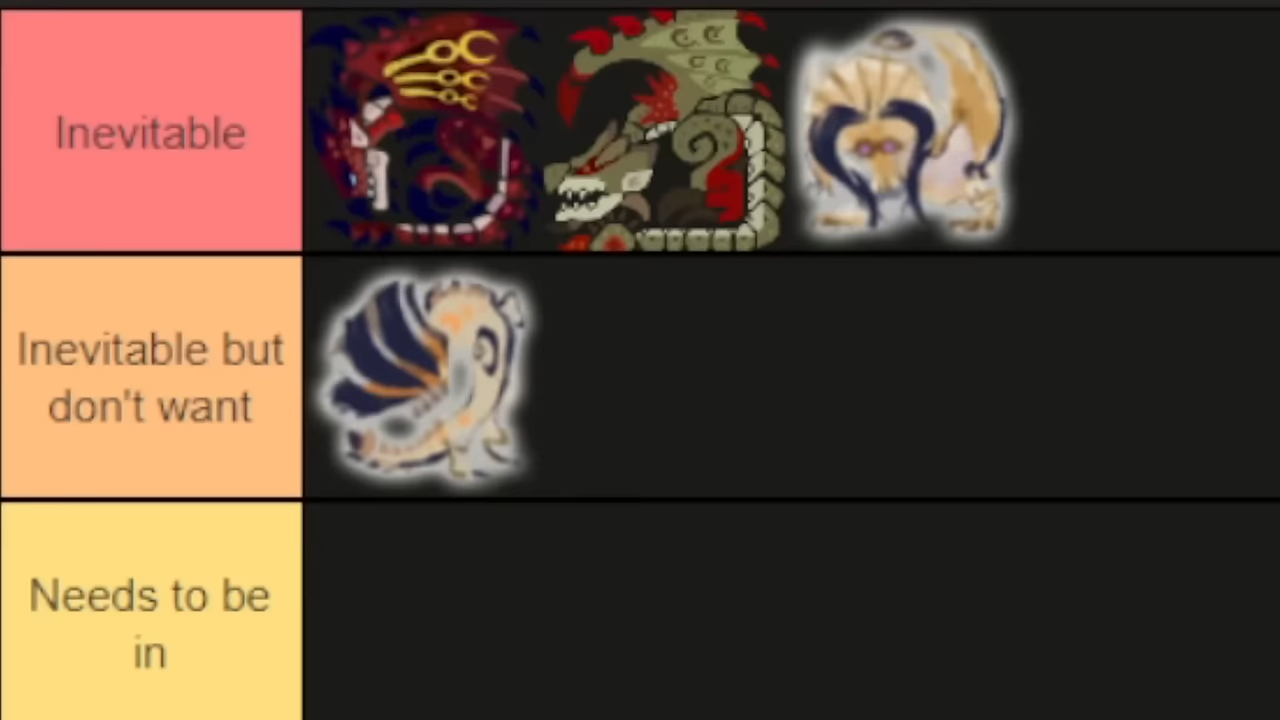 Inevitable
Inevitable but
don't want
Needs to be
in